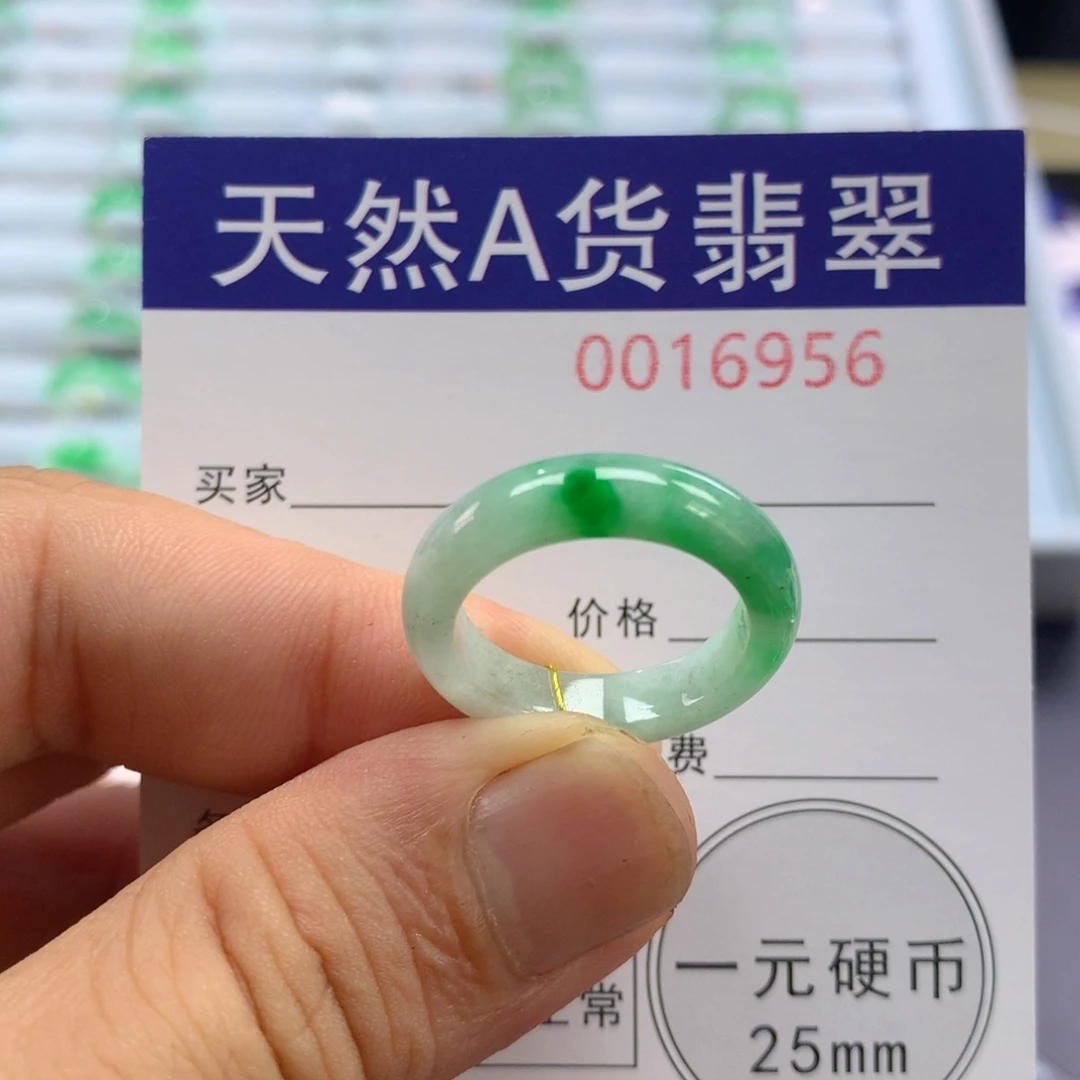 天然A货翡翠
0016956
买家
价格
费
常
一元硬币
25mm